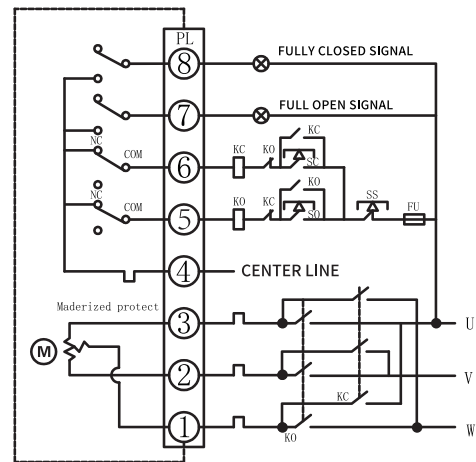 PL
8 FULLY CLOSED SIGNAL
7 FULL OPEN SIGNAL
KC
NC COM 6 KC KO SC
KO
NC COM 5 KO KC SO SS FU
4 CENTER LINE
Maderized protect
3 U
M
2 V
KC
1 KO W